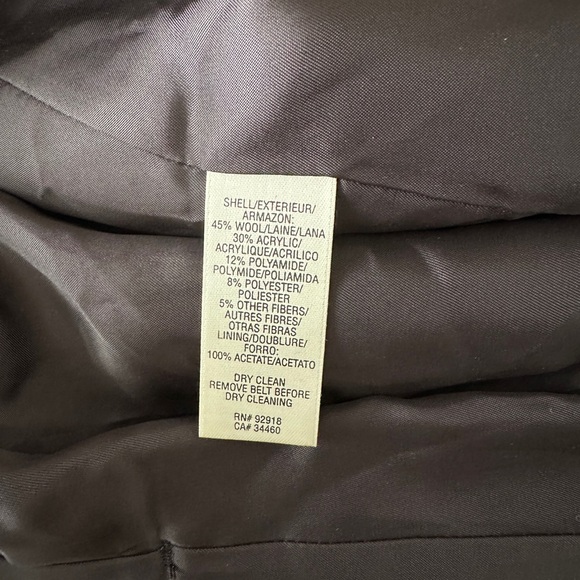 SHELL/EXTERIEUR/
ARMAZON:
45% WOOL/LAINE/LANA
30% ACRYLIC/
ACRYLIQUE/ACRILICO
12% POLYAMIDE/
POLYMIDE/POLIAMIDA
8% POLYESTER/
POLIESTER
5% OTHER FIBERS/
AUTRES FIBRES/
OTRAS FIBRAS
LINING/DOUBLURE/
FORRO:
100% ACETATE/ACETATO
DRY CLEAN
REMOVE BELT BEFORE
DRY CLEANING
RN# 92918
CA# 34460